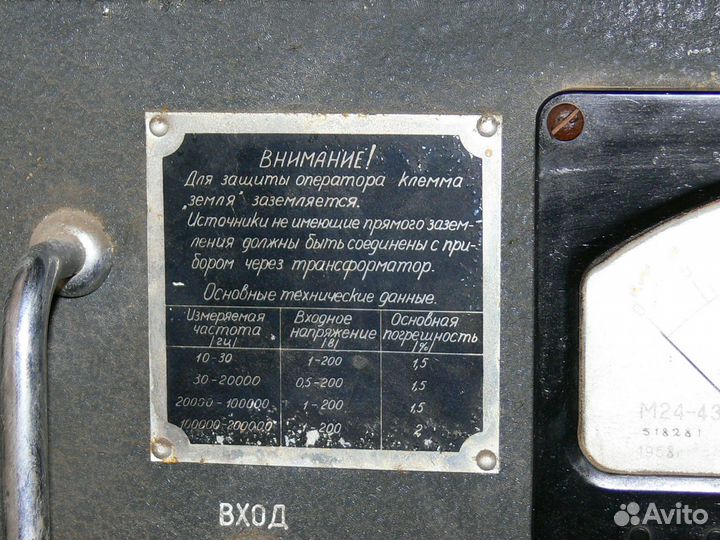 ВНИМАНИЕ!
Для защиты оператора клемма
„земля" заземляется.
Источники не имеющие прямого зазем-
ления должны быть соединены с при-
бором через трансформатор.
Основные технические данные.
Измеряемая частота |гц| Входное напряжение |в| Основная погрешность |%|
10-30 1-200 1,5
30-20000 0,5-200 1,5
20000-100000 1-200 1,5
100000-200000 1-200 2
ВХОД
М24-43
518281
1958г
Avito